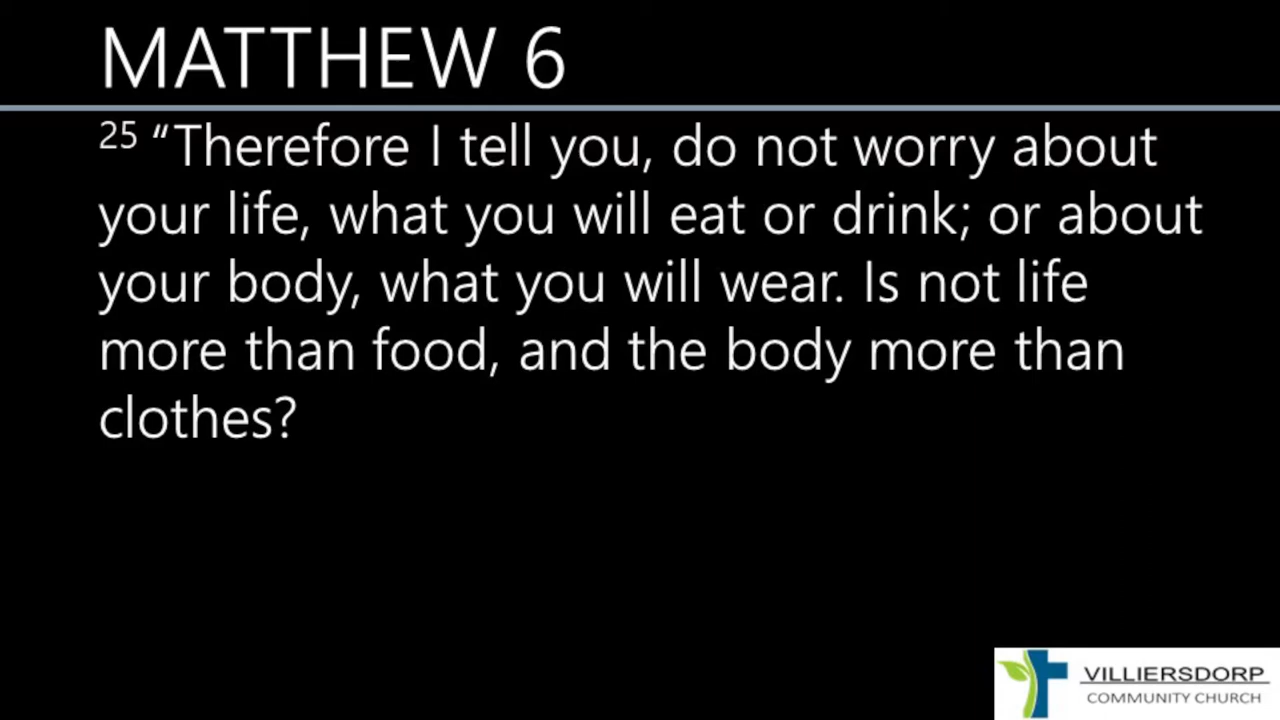 MATTHEW 6
25 “Therefore I tell you, do not worry about
your life, what you will eat or drink; or about
your body, what you will wear. Is not life
more than food, and the body more than
clothes?
VILLIERSDORP
COMMUNITY CHURCH